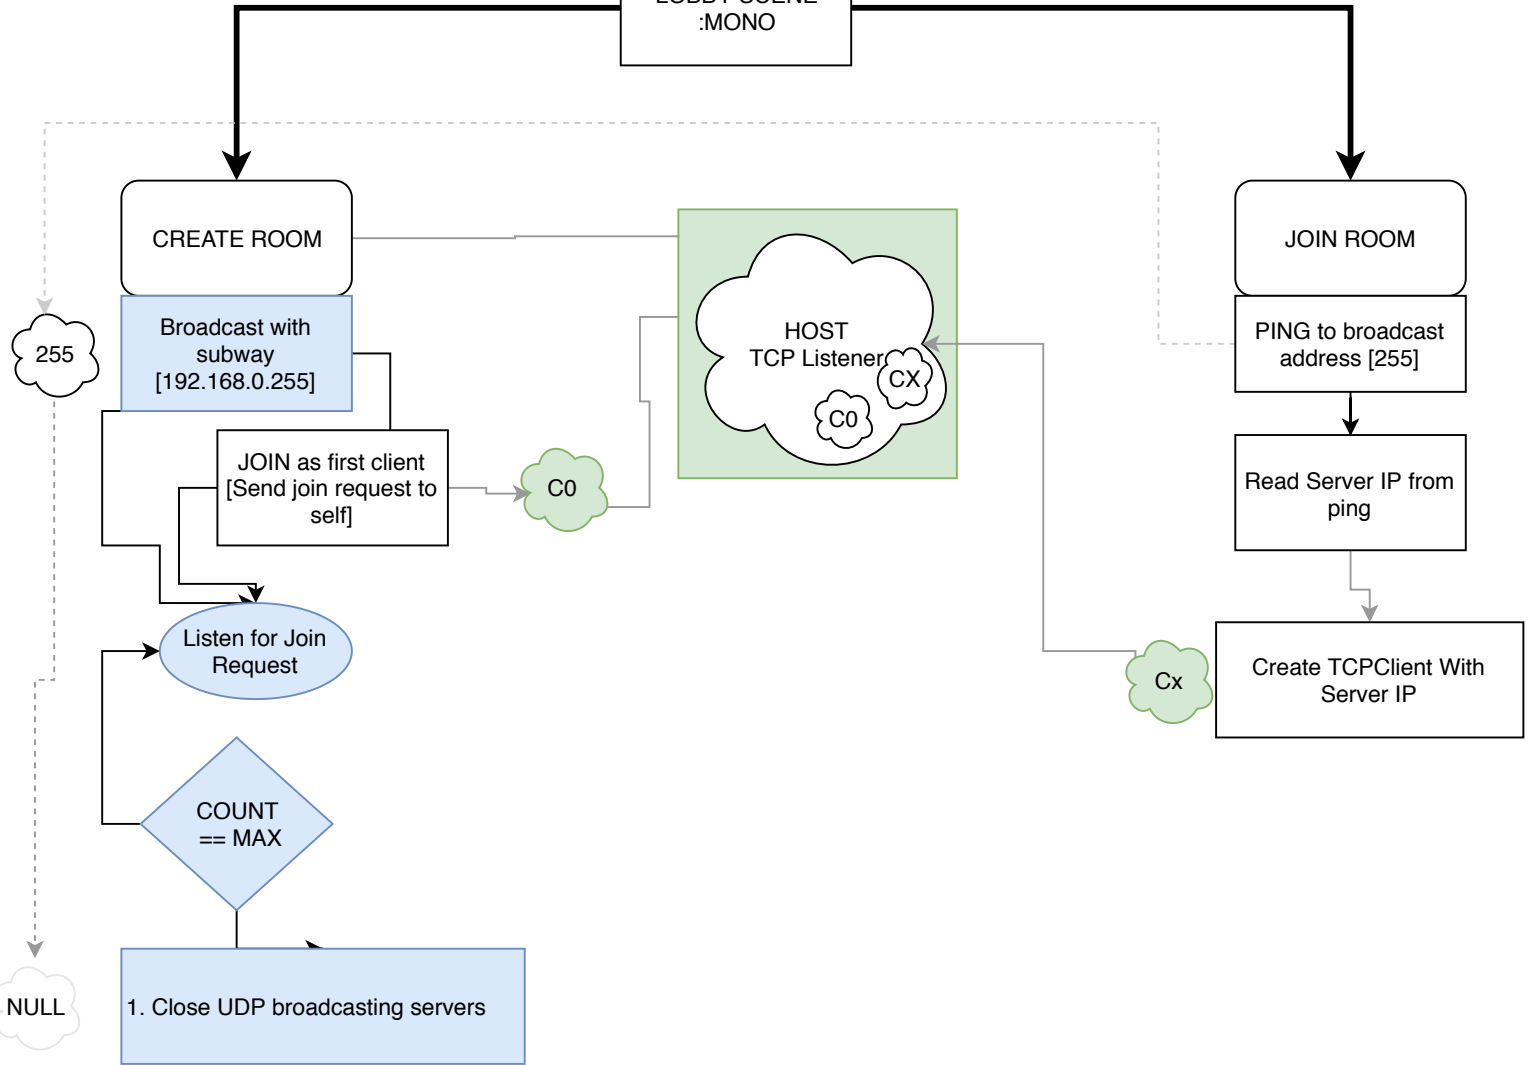 LOBBY SCENE
:MONO
CREATE ROOM
JOIN ROOM
Broadcast with
subway
[192.168.0.255]
255
HOST
TCP Listener
CX
C0
PING to broadcast
address [255]
JOIN as first client
[Send join request to
self]
C0
Read Server IP from
ping
Listen for Join
Request
Cx
Create TCPClient With
Server IP
COUNT
== MAX
NULL
1. Close UDP broadcasting servers